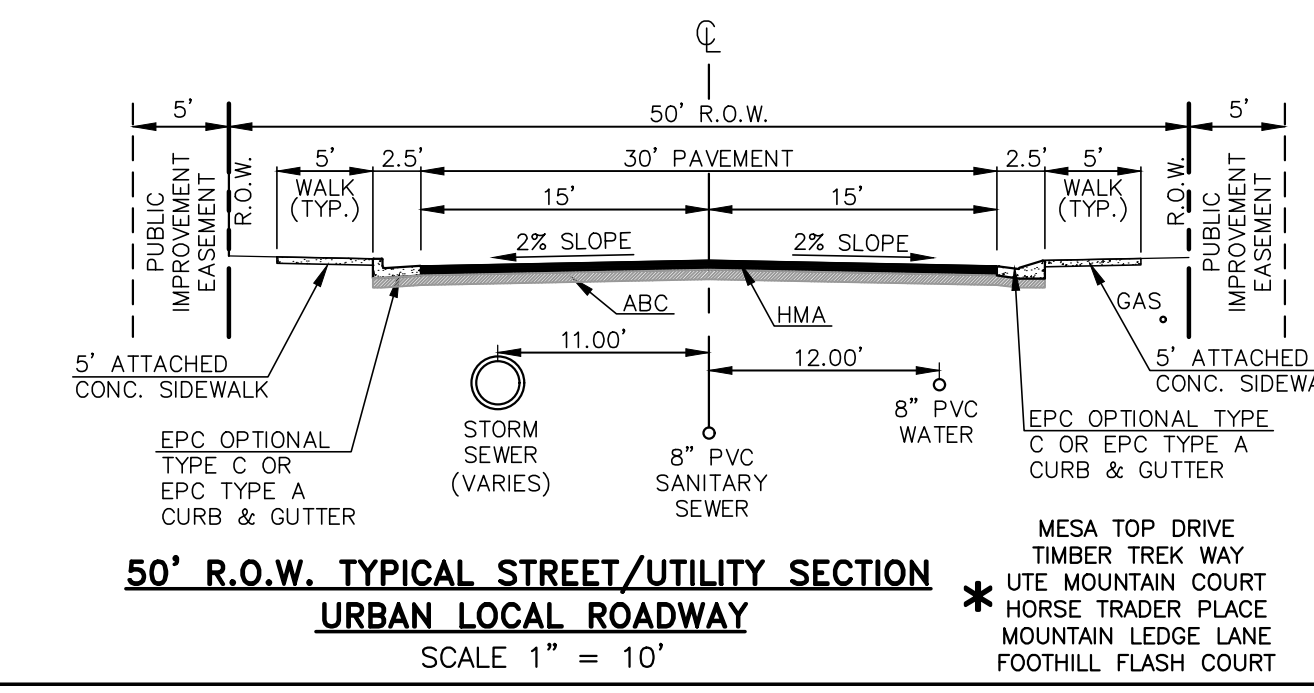 ℄
5'
50' R.O.W.
5'
5'
2.5'
30' PAVEMENT
2.5'
5'
WALK
(TYP.)
WALK
(TYP.)
15'
15'
PUBLIC
IMPROVEMENT
EASEMENT
R.O.W.
R.O.W.
PUBLIC
IMPROVEMENT
EASEMENT
2% SLOPE
2% SLOPE
ABC
HMA
GAS
11.00'
12.00'
5' ATTACHED
CONC. SIDEWALK
5' ATTACHED
CONC. SIDEWA
EPC OPTIONAL
TYPE C OR
EPC TYPE A
CURB & GUTTER
STORM
SEWER
(VARIES)
8" PVC
SANITARY
SEWER
8" PVC
WATER
EPC OPTIONAL TYPE
C OR EPC TYPE A
CURB & GUTTER
50' R.O.W. TYPICAL STREET/UTILITY SECTION
URBAN LOCAL ROADWAY
SCALE 1" = 10'
*
MESA TOP DRIVE
TIMBER TREK WAY
UTE MOUNTAIN COURT
HORSE TRADER PLACE
MOUNTAIN LEDGE LANE
FOOTHILL FLASH COURT